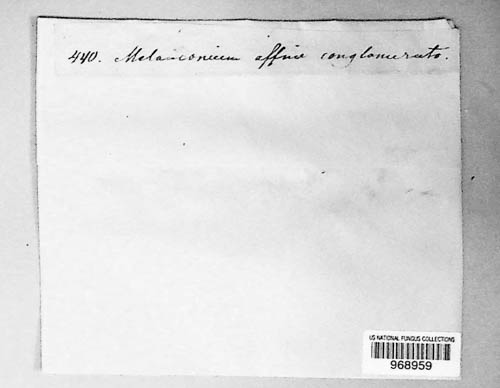 440. Melanconium affine conglomerato.
US NATIONAL FUNGUS COLLECTIONS
968959